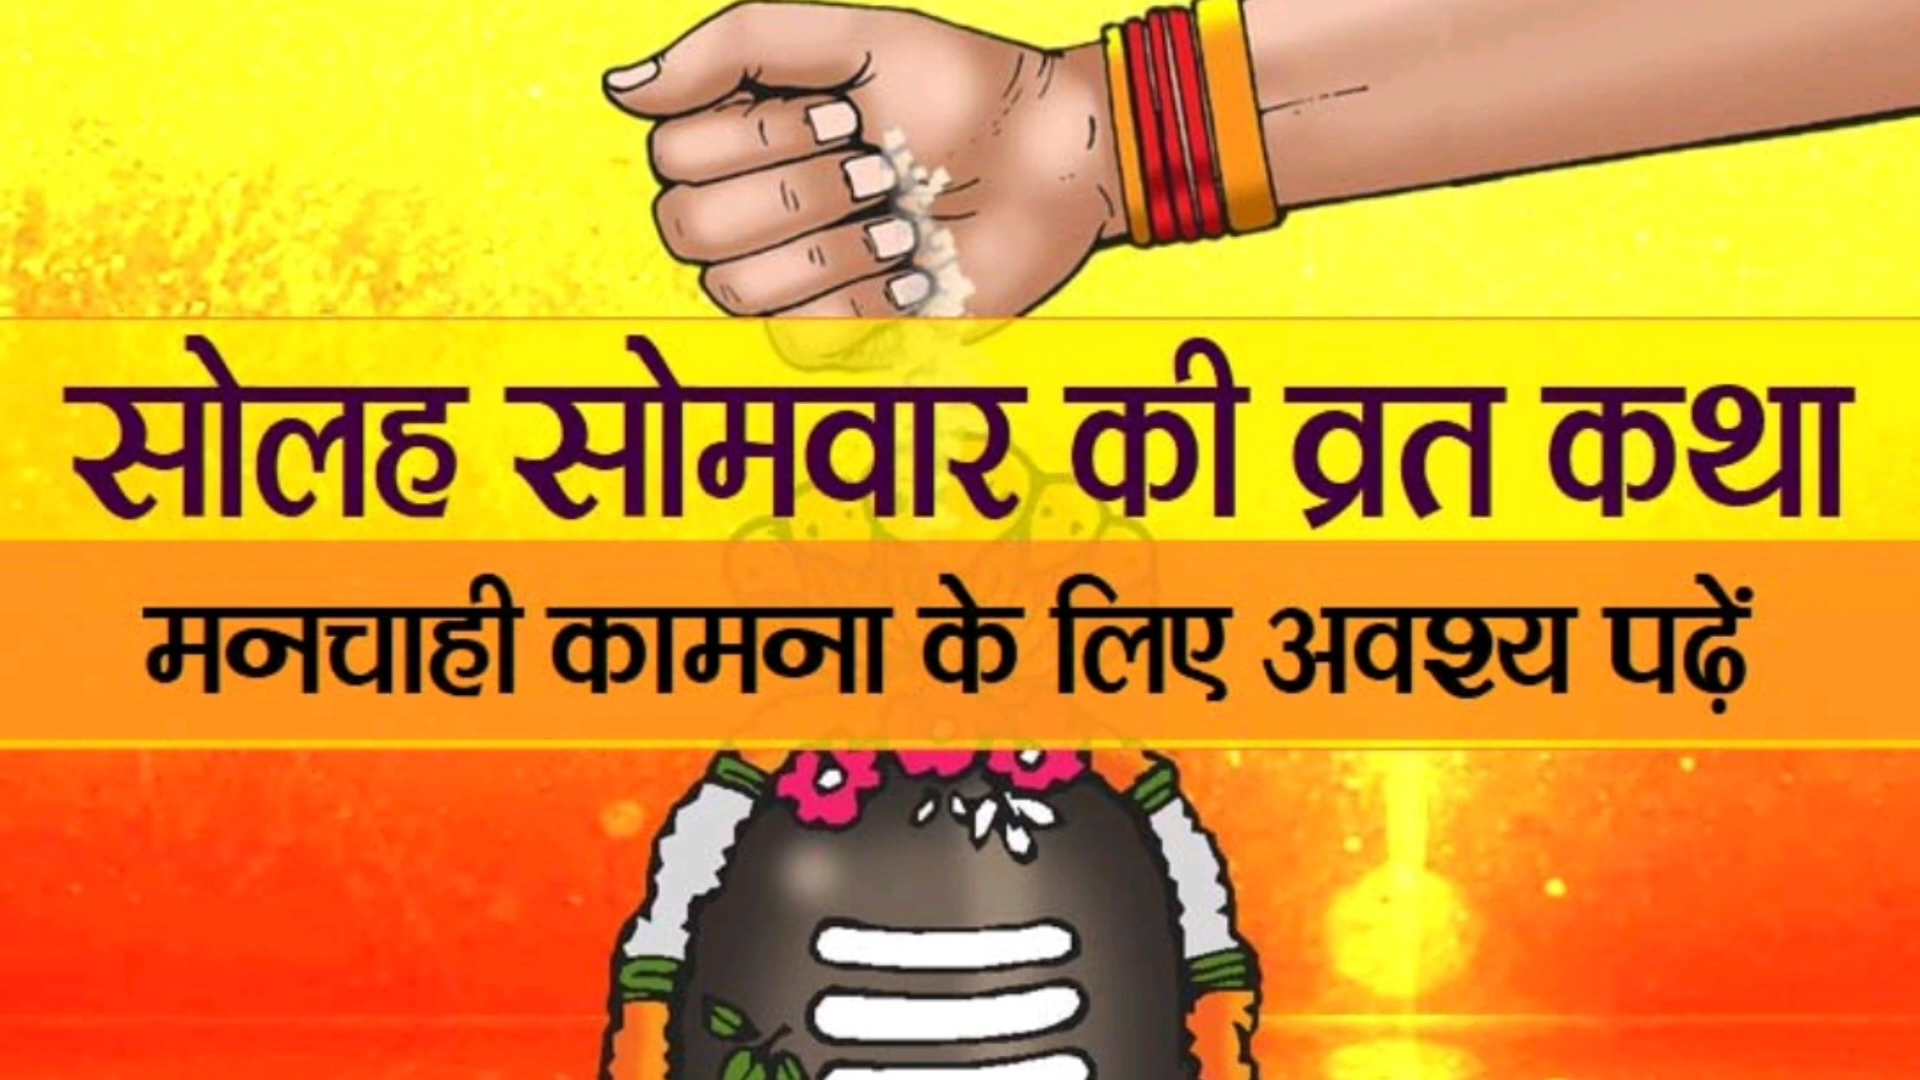 सोलह सोमवार की व्रत कथा
मनचाही कामना के लिए अवश्य पढ़ें